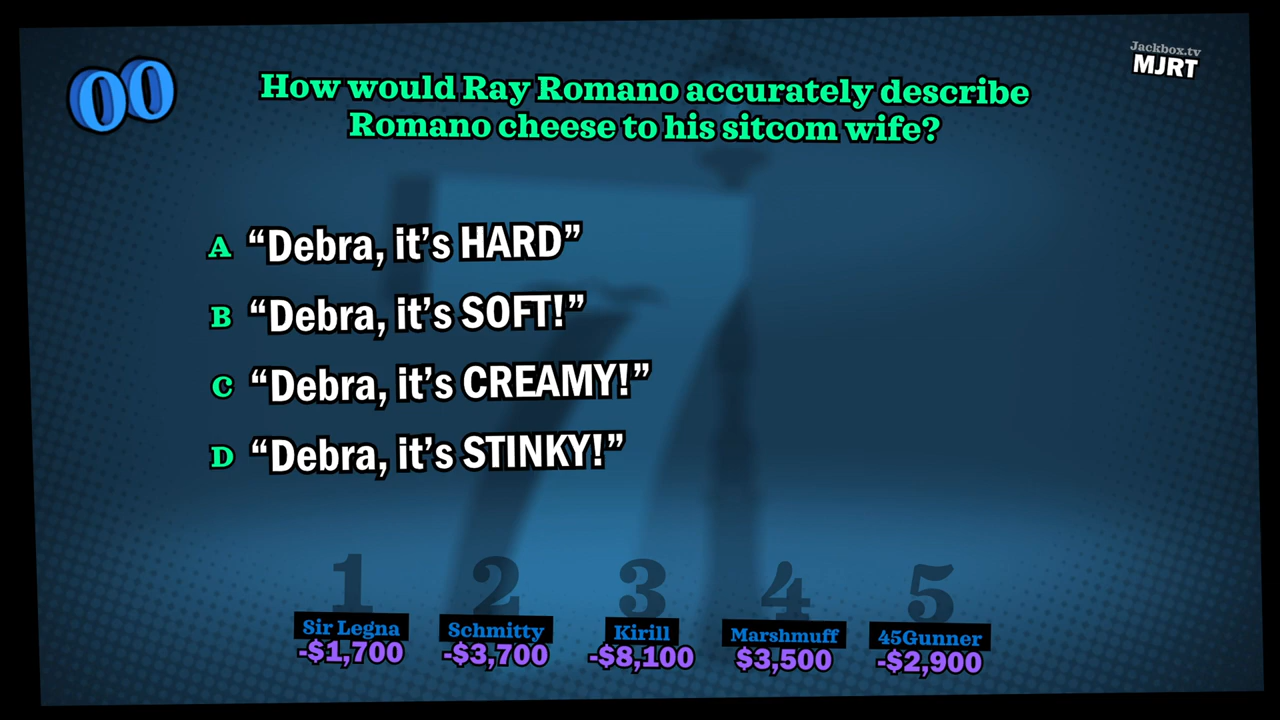 00
Jackbox.tv
MJRT
How would Ray Romano accurately describe
Romano cheese to his sitcom wife?
A “Debra, it’s HARD”
B “Debra, it’s SOFT!”
C “Debra, it’s CREAMY!”
D “Debra, it’s STINKY!”
1 2 3 4 5
Sir Legna Schmitty Kirill Marshmuff 45Gunner
-$1,700 -$3,700 -$8,100 $3,500 -$2,900